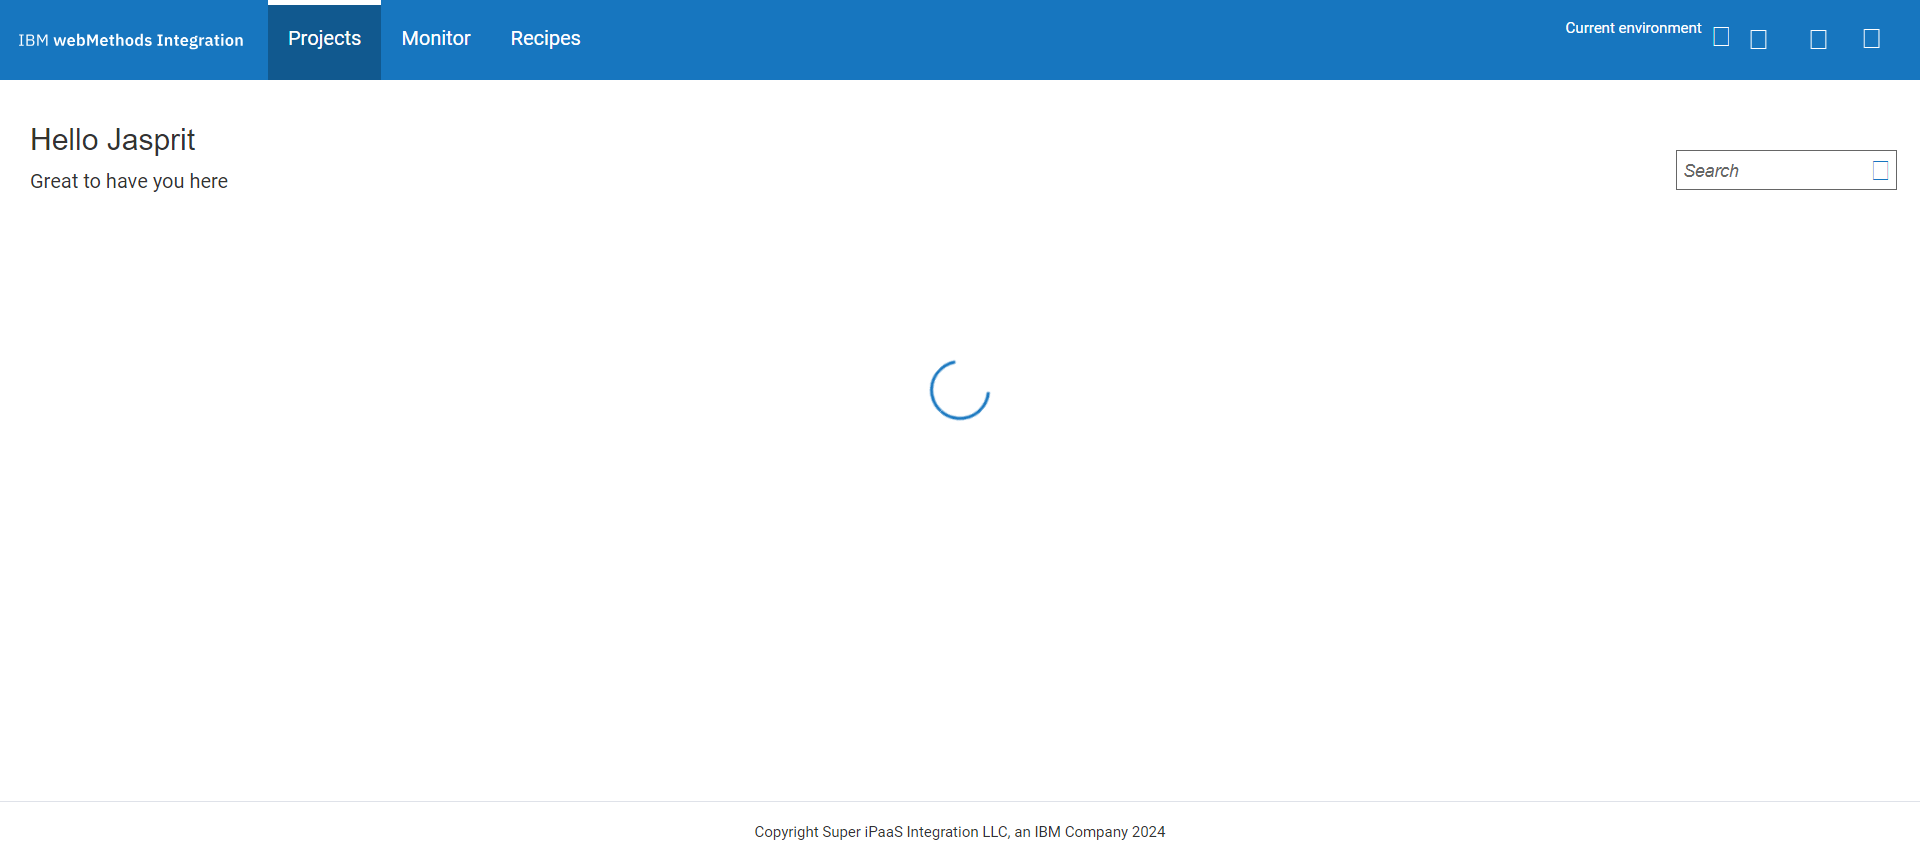 IBM webMethods Integration
Projects
Monitor
Recipes
Current environment
Hello Jasprit
Great to have you here
Search
Copyright Super iPaaS Integration LLC, an IBM Company 2024